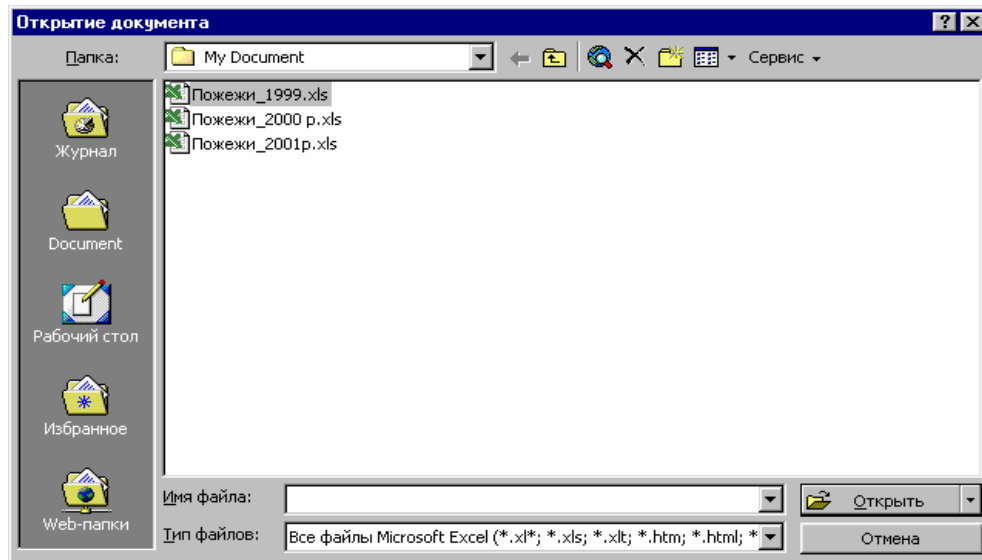 Открытие документа
Папка:
My Document
Сервис
Пожежи_1999.xls
Пожежи_2000 р.xls
Пожежи_2001р.xls
Журнал
Document
Рабочий стол
Избранное
Web-папки
Имя файла:
Открыть
Тип файлов:
Все файлы Microsoft Excel (*.xl*; *.xls; *.xlt; *.htm; *.html; *
Отмена